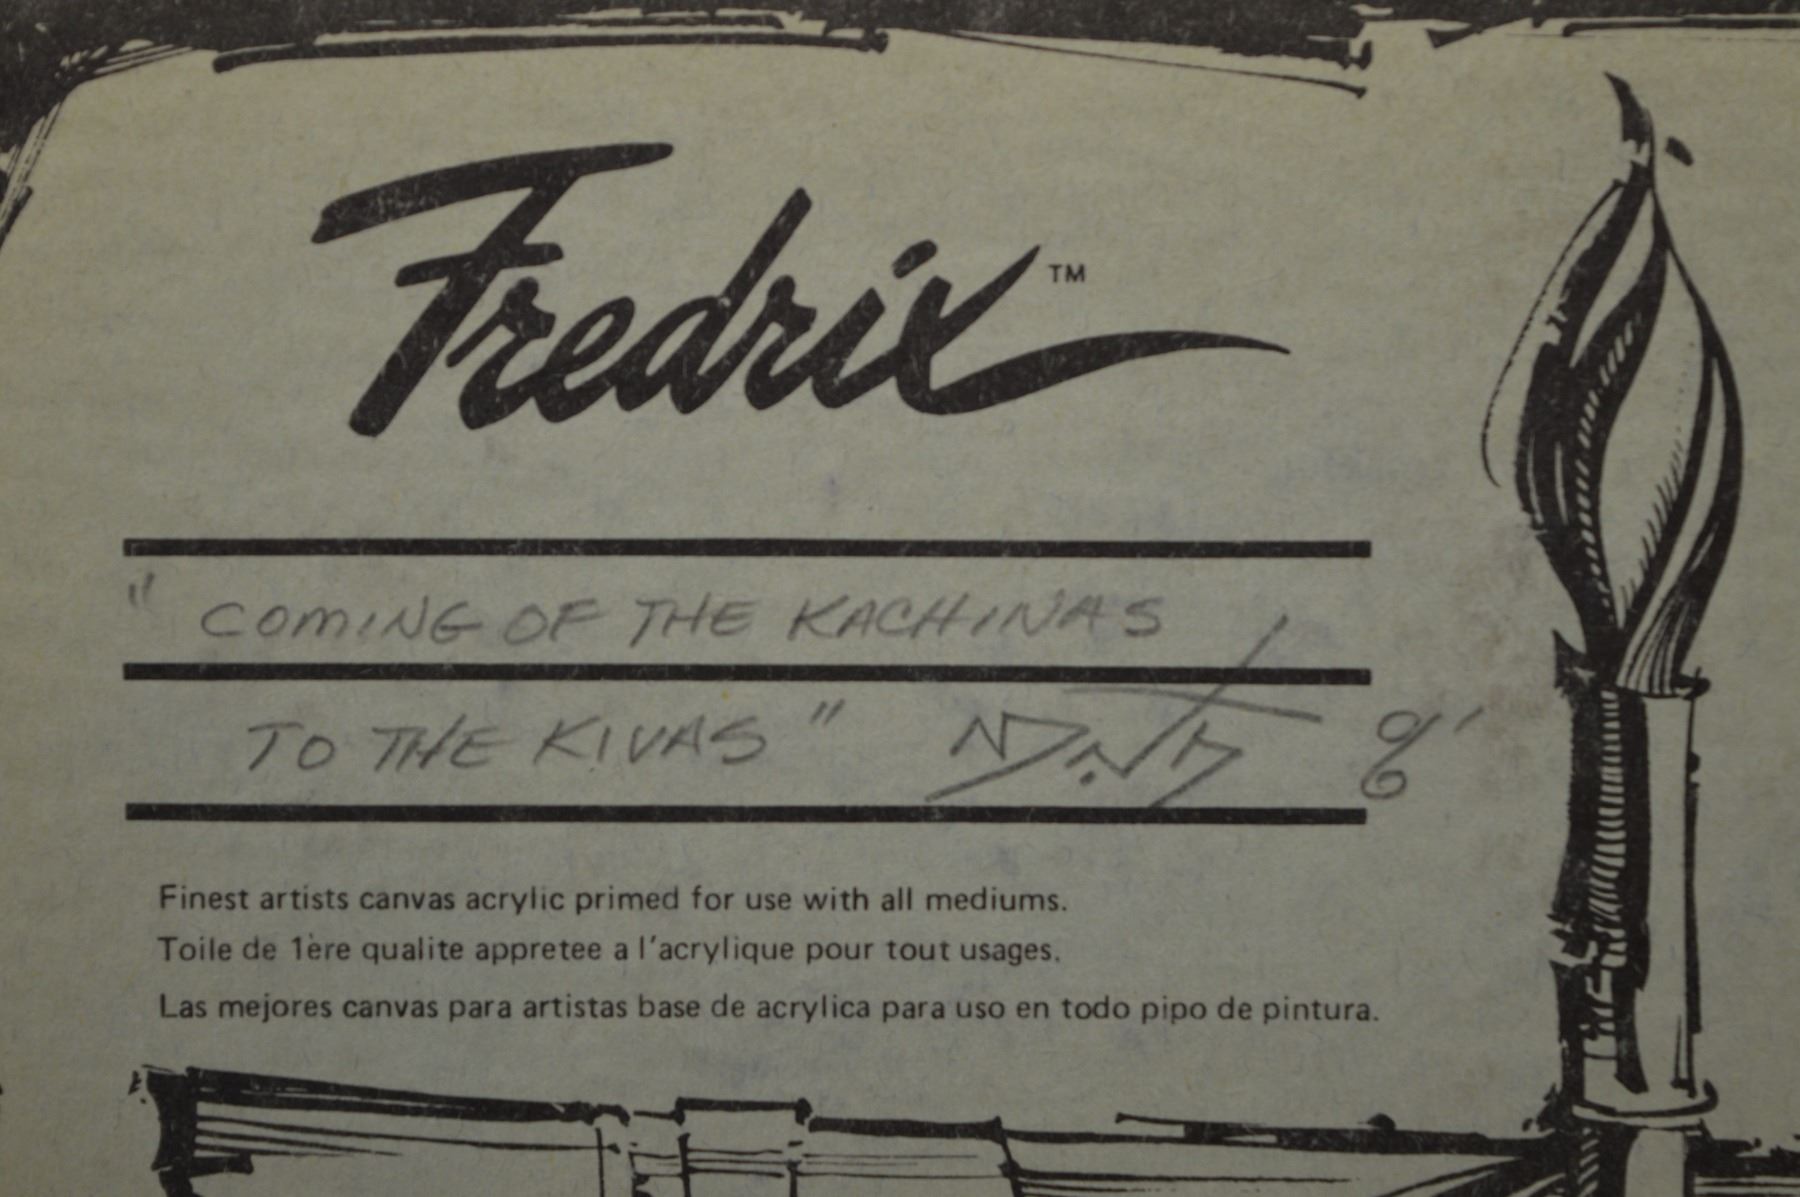 Fredrix™
" COMING OF THE KACHINAS
TO THE KIVAS "
Finest artists canvas acrylic primed for use with all mediums.
Toile de 1ère qualite appretee a l'acrylique pour tout usages.
Las mejores canvas para artistas base de acrylica para uso en todo pipo de pintura.